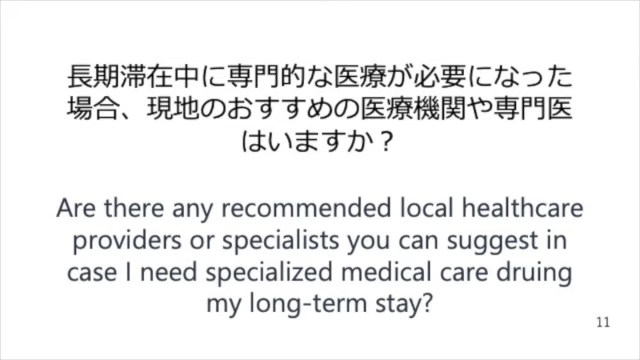 長期滞在中に専門的な医療が必要になった
場合、現地のおすすめの医療機関や専門医
はいますか？
Are there any recommended local healthcare
providers or specialists you can suggest in
case I need specialized medical care druing
my long-term stay?
11